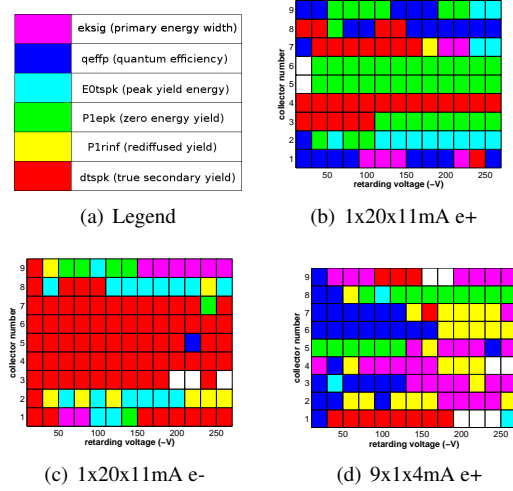 eksig (primary energy width)
qeffp (quantum efficiency)
E0tspk (peak yield energy)
P1epk (zero energy yield)
P1rinf (rediffused yield)
dtspk (true secondary yield)
(a) Legend
collector number
9
8
7
6
5
4
3
2
1
50 100 150 200 250
retarding voltage (−V)
(b) 1x20x11mA e+
collector number
9
8
7
6
5
4
3
2
1
50 100 150 200 250
retarding voltage (−V)
(c) 1x20x11mA e-
collector number
9
8
7
6
5
4
3
2
1
50 100 150 200 250
retarding voltage (−V)
(d) 9x1x4mA e+